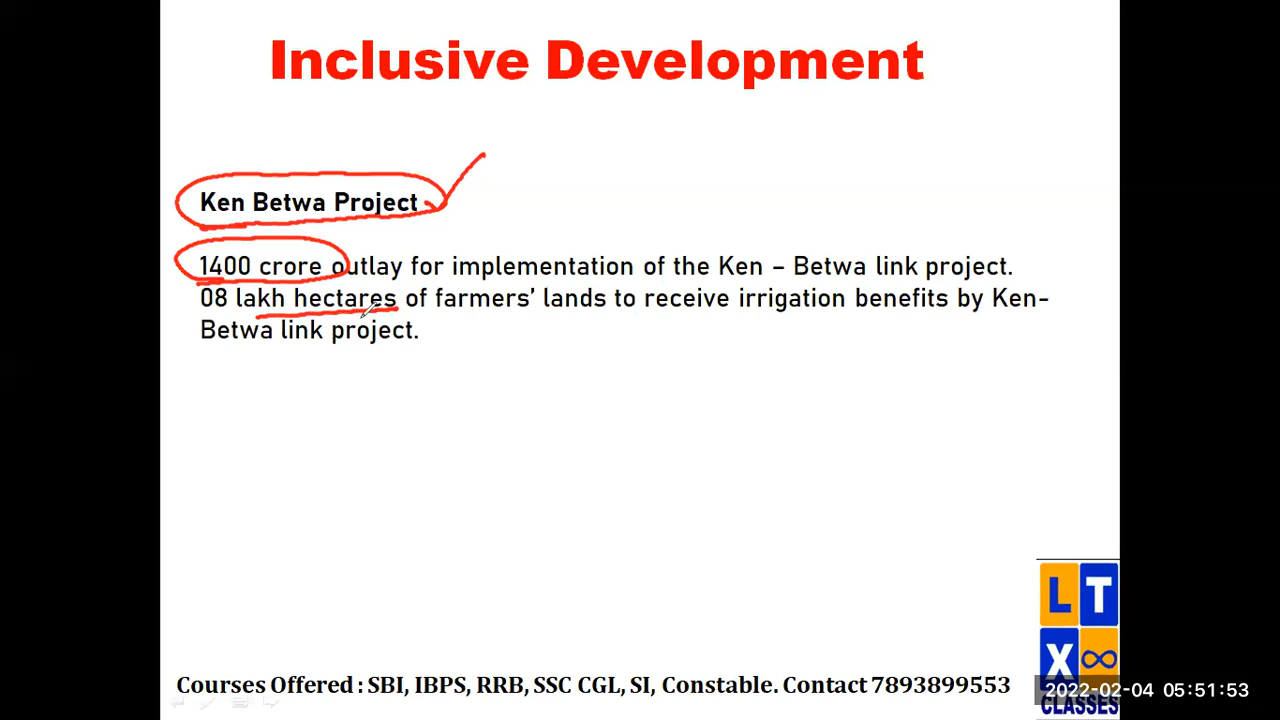 Inclusive Development
Ken Betwa Project
1400 crore outlay for implementation of the Ken – Betwa link project.
08 lakh hectares of farmers’ lands to receive irrigation benefits by Ken-
Betwa link project.
L T
X ∞
CLASSES
Courses Offered : SBI, IBPS, RRB, SSC CGL, SI, Constable. Contact 7893899553
2022-02-04 05:51:53